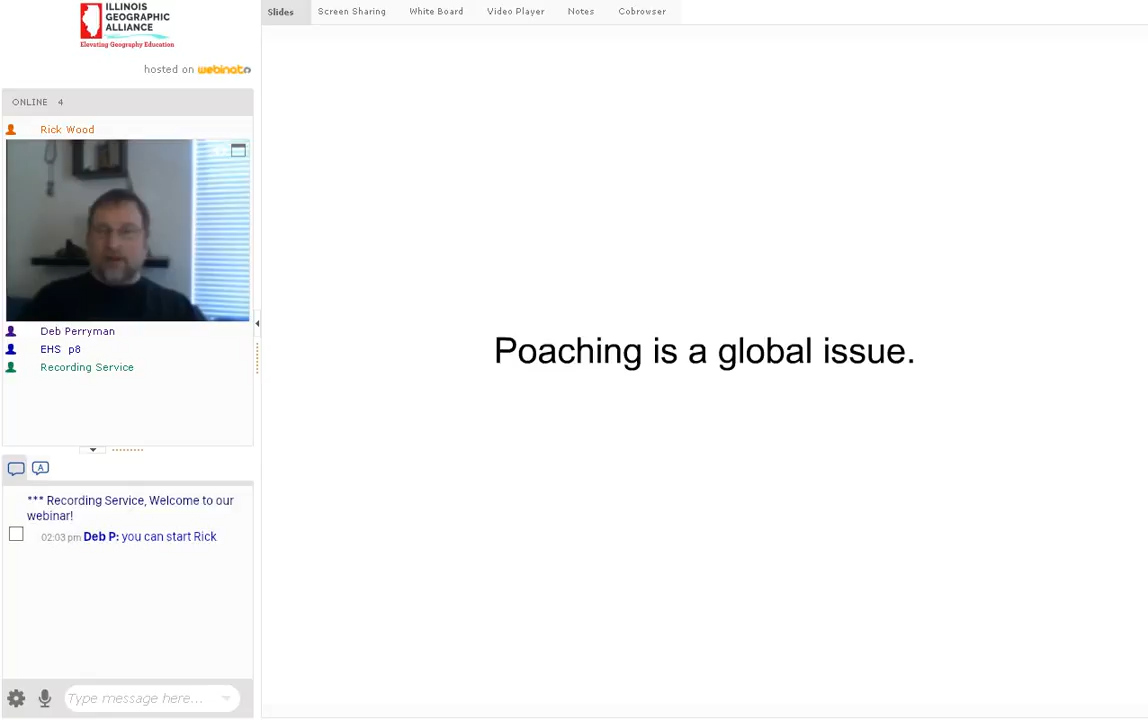 ILLINOIS
GEOGRAPHIC
ALLIANCE
Elevating Geography Education
hosted on webinato
ONLINE 4
Rick Wood
Deb Perryman
EHS p8
Recording Service
*** Recording Service, Welcome to our
webinar!
02:03 pm Deb P: you can start Rick
Type message here...
Slides Screen Sharing White Board Video Player Notes Cobrowser
Poaching is a global issue.